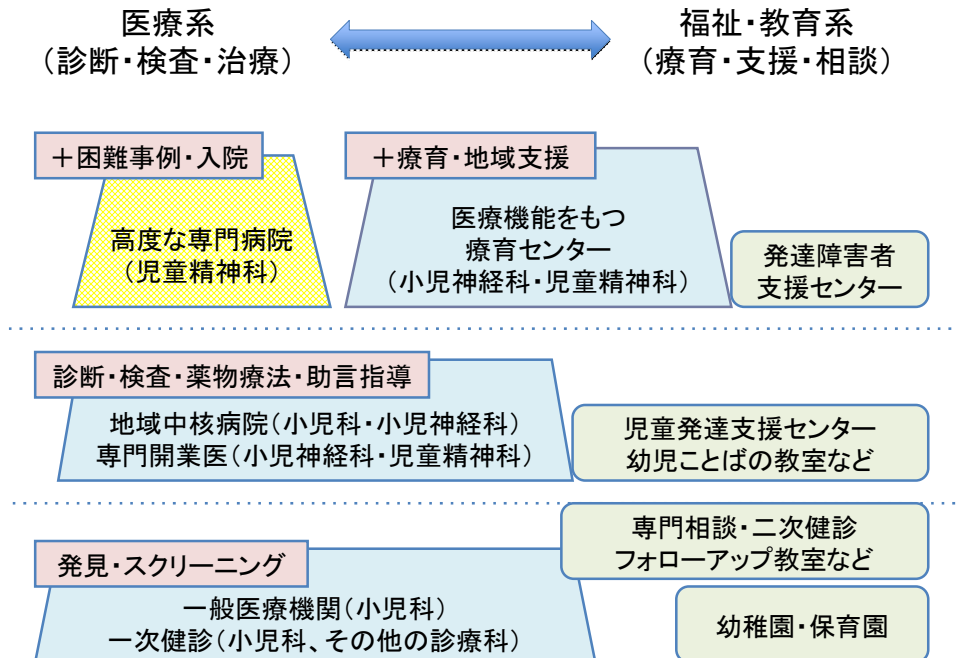 医療系
(診断・検査・治療)
福祉・教育系
(療育・支援・相談)
+困難事例・入院
高度な専門病院
(児童精神科)
+療育・地域支援
医療機能をもつ
療育センター
(小児神経科・児童精神科)
発達障害者
支援センター
診断・検査・薬物療法・助言指導
地域中核病院(小児科・小児神経科)
専門開業医(小児神経科・児童精神科)
児童発達支援センター
幼児ことばの教室など
専門相談・二次健診
フォローアップ教室など
発見・スクリーニング
一般医療機関(小児科)
一次健診(小児科、その他の診療科)
幼稚園・保育園